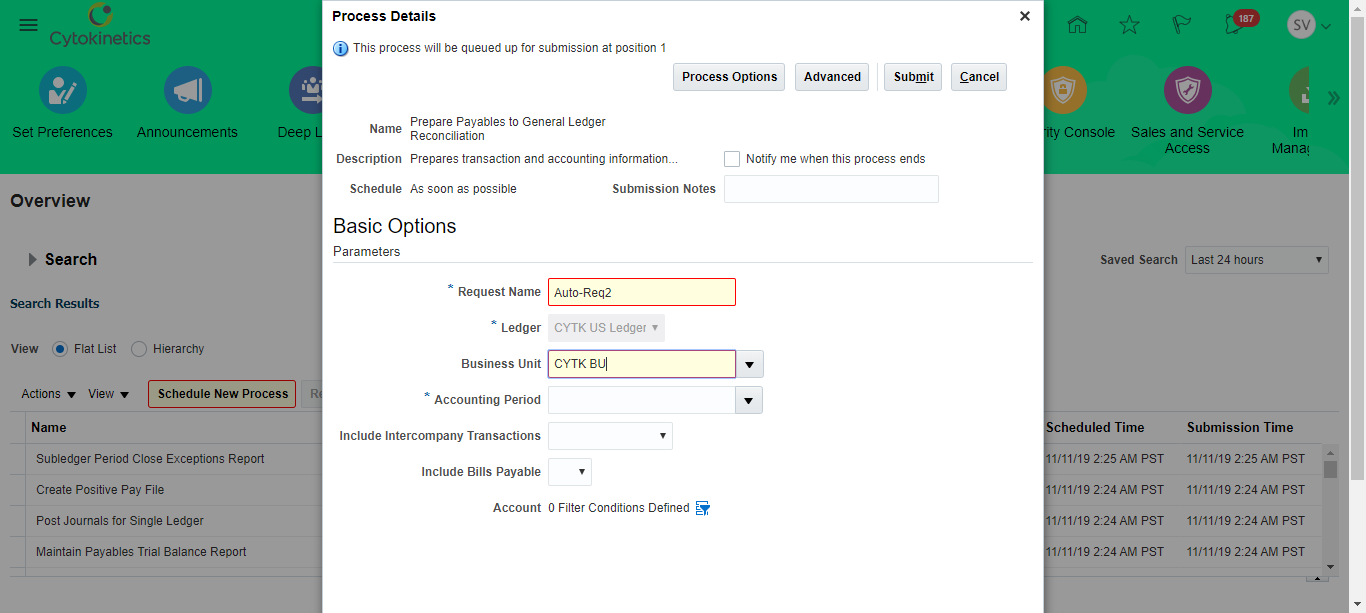 Process Details
This process will be queued up for submission at position 1
Process Options
Advanced
Submit
Cancel
Name
Prepare Payables to General Ledger
Reconciliation
Description
Prepares transaction and accounting information...
Notify me when this process ends
Schedule
As soon as possible
Submission Notes
Basic Options
Parameters
* Request Name
Auto-Req2
* Ledger
CYTK US Ledger
Business Unit
CYTK BU
* Accounting Period
Include Intercompany Transactions
Include Bills Payable
Account
0 Filter Conditions Defined
Cytokinetics
187
SV
Set Preferences
Announcements
Deep L
rity Console
Sales and Service
Access
Im
Manag
Overview
Search
Saved Search
Last 24 hours
Search Results
View
Flat List
Hierarchy
Actions
View
Schedule New Process
Re
Name
Scheduled Time
Submission Time
Subledger Period Close Exceptions Report
11/11/19 2:25 AM PST
11/11/19 2:25 AM PST
Create Positive Pay File
11/11/19 2:24 AM PST
11/11/19 2:24 AM PST
Post Journals for Single Ledger
11/11/19 2:24 AM PST
11/11/19 2:24 AM PST
Maintain Payables Trial Balance Report
11/11/19 2:24 AM PST
11/11/19 2:24 AM PST